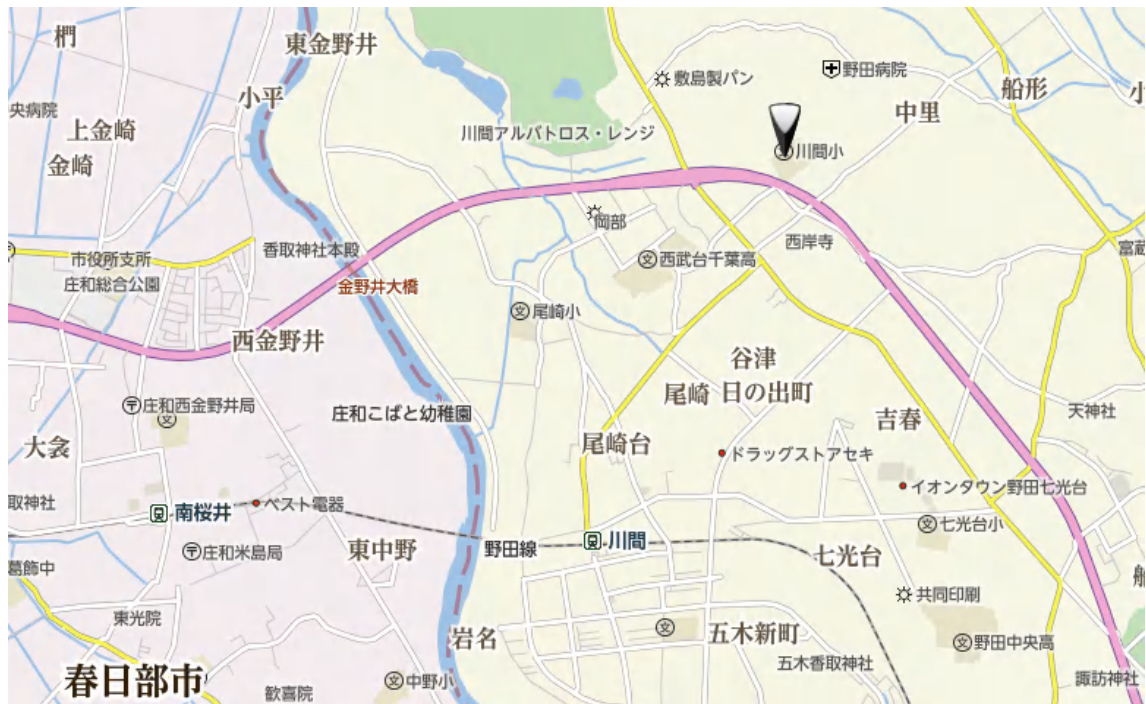 東金野井
椚
敷島製パン
野田病院
船形
小
小平
央病院
中里
上金崎
川間アルバトロス・レンジ
川間小
金崎
岡部
香取神社本殿
西岸寺
富蔵
市役所支所
西武台千葉高
庄和総合公園
金野井大橋
尾崎小
西金野井
谷津
尾崎
日の出町
庄和西金野井局
庄和こばと幼稚園
天神社
吉春
大衾
尾崎台
ドラッグストアセキ
イオンタウン野田七光台
取神社
南桜井
ベスト電器
七光台小
川間
野田線
東中野
庄和米島局
七光台
葛飾中
船
共同印刷
東光院
岩名
五木新町
野田中央高
五木香取神社
春日部市
諏訪神社
中野小
歓喜院